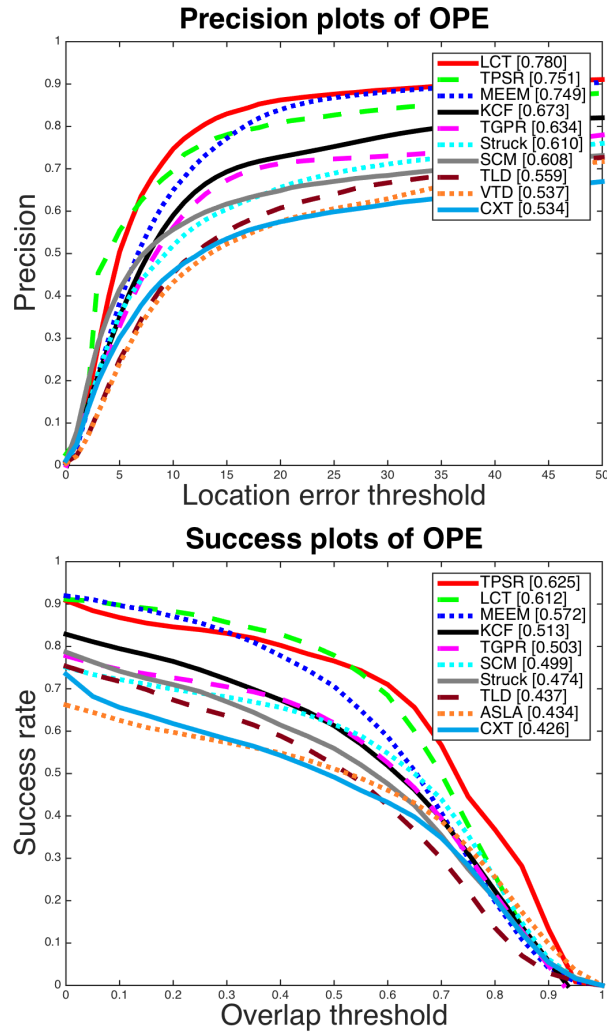 Precision plots of OPE
Precision
1
0.9
0.8
0.7
0.6
0.5
0.4
0.3
0.2
0.1
0
LCT [0.780]
TPSR [0.751]
MEEM [0.749]
KCF [0.673]
TGPR [0.634]
Struck [0.610]
SCM [0.608]
TLD [0.559]
VTD [0.537]
CXT [0.534]
0 5 10 15 20 25 30 35 40 45 50
Location error threshold
Success plots of OPE
Success rate
1
0.9
0.8
0.7
0.6
0.5
0.4
0.3
0.2
0.1
0
TPSR [0.625]
LCT [0.612]
MEEM [0.572]
KCF [0.513]
TGPR [0.503]
SCM [0.499]
Struck [0.474]
TLD [0.437]
ASLA [0.434]
CXT [0.426]
0 0.1 0.2 0.3 0.4 0.5 0.6 0.7 0.8 0.9 1
Overlap threshold